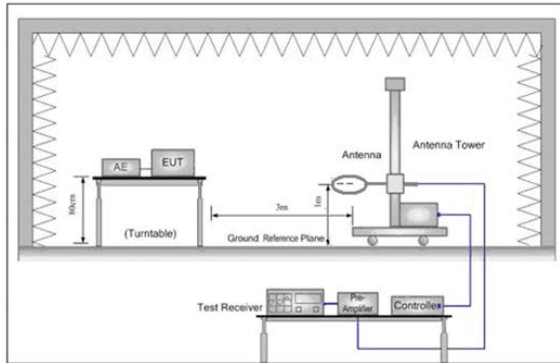 EUT
AE
Antenna
Antenna Tower
80cm
(Turntable)
3m
1m
Ground Reference Plane
Test Receiver
Pre-
Amplifier
Controller